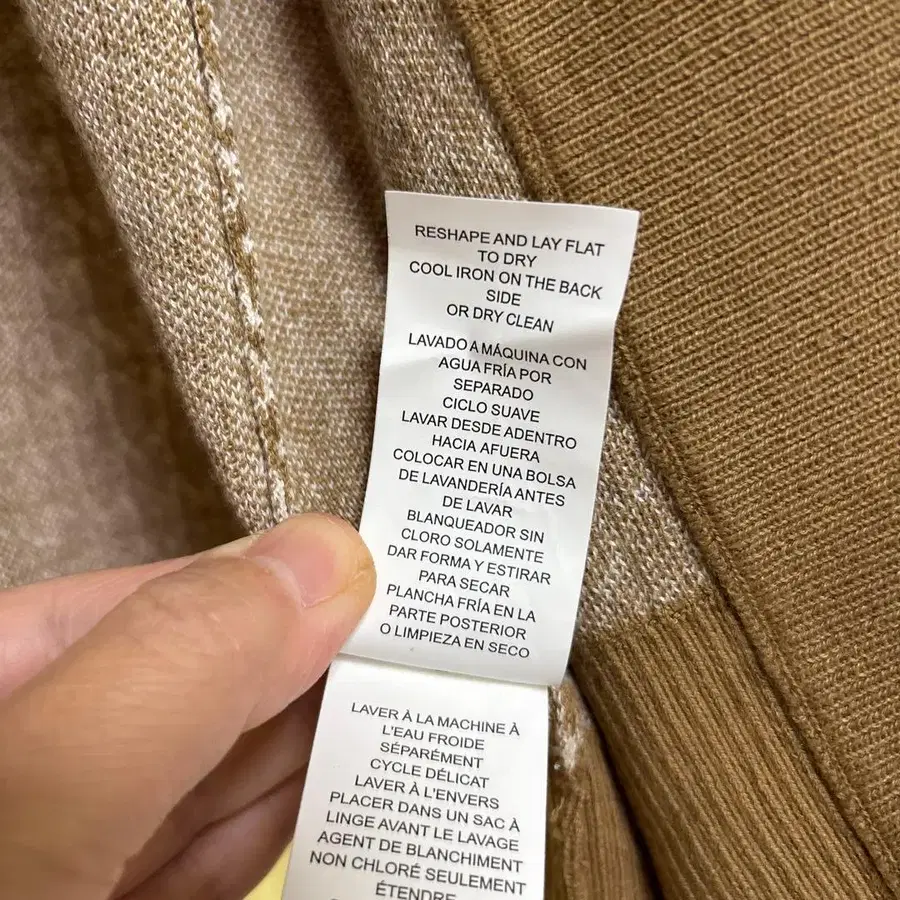 RESHAPE AND LAY FLAT
TO DRY
COOL IRON ON THE BACK
SIDE
OR DRY CLEAN
LAVADO A MÁQUINA CON
AGUA FRÍA POR
SEPARADO
CICLO SUAVE
LAVAR DESDE ADENTRO
HACIA AFUERA
COLOCAR EN UNA BOLSA
DE LAVANDERÍA ANTES
DE LAVAR
BLANQUEADOR SIN
CLORO SOLAMENTE
DAR FORMA Y ESTIRAR
PARA SECAR
PLANCHA FRÍA EN LA
PARTE POSTERIOR
O LIMPIEZA EN SECO
LAVER À LA MACHINE À
L'EAU FROIDE
SÉPARÉMENT
CYCLE DÉLICAT
LAVER À L'ENVERS
PLACER DANS UN SAC À
LINGE AVANT LE LAVAGE
AGENT DE BLANCHIMENT
NON CHLORÉ SEULEMENT
ÉTENDRE